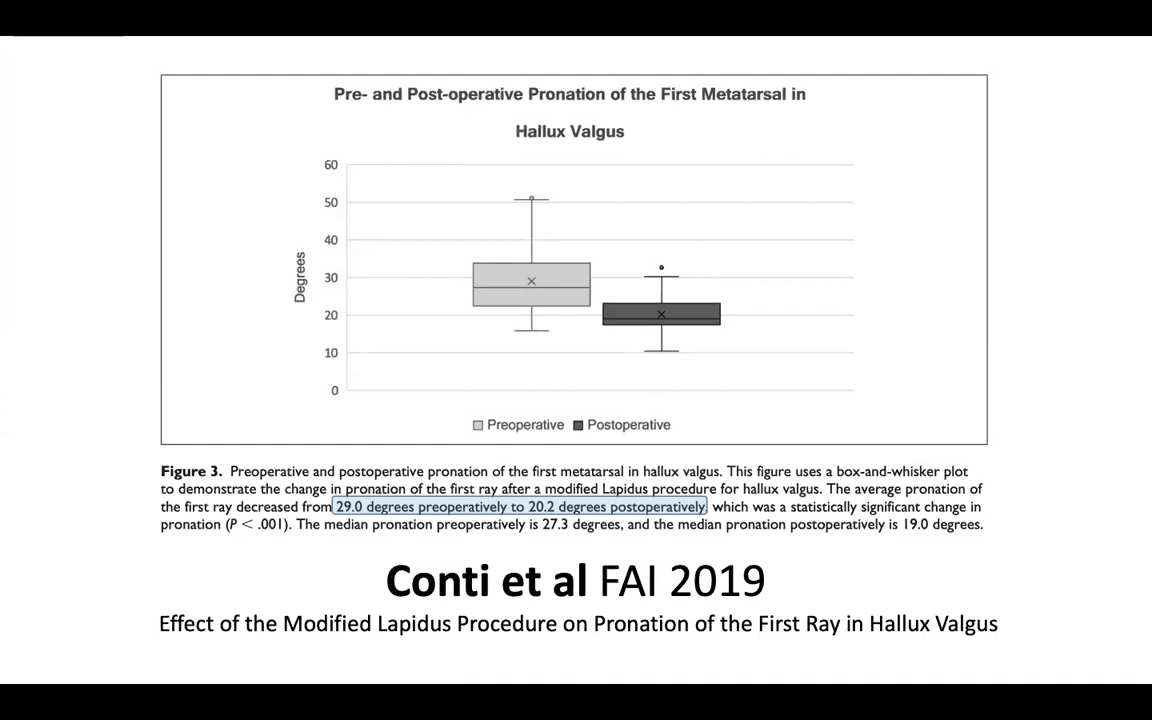 Pre- and Post-operative Pronation of the First Metatarsal in
Hallux Valgus
60
50
40
30
20
10
0
Degrees
Preoperative Postoperative
Figure 3. Preoperative and postoperative pronation of the first metatarsal in hallux valgus. This figure uses a box-and-whisker plot
to demonstrate the change in pronation of the first ray after a modified Lapidus procedure for hallux valgus. The average pronation of
the first ray decreased from 29.0 degrees preoperatively to 20.2 degrees postoperatively, which was a statistically significant change in
pronation (P < .001). The median pronation preoperatively is 27.3 degrees, and the median pronation postoperatively is 19.0 degrees.
Conti et al FAI 2019
Effect of the Modified Lapidus Procedure on Pronation of the First Ray in Hallux Valgus